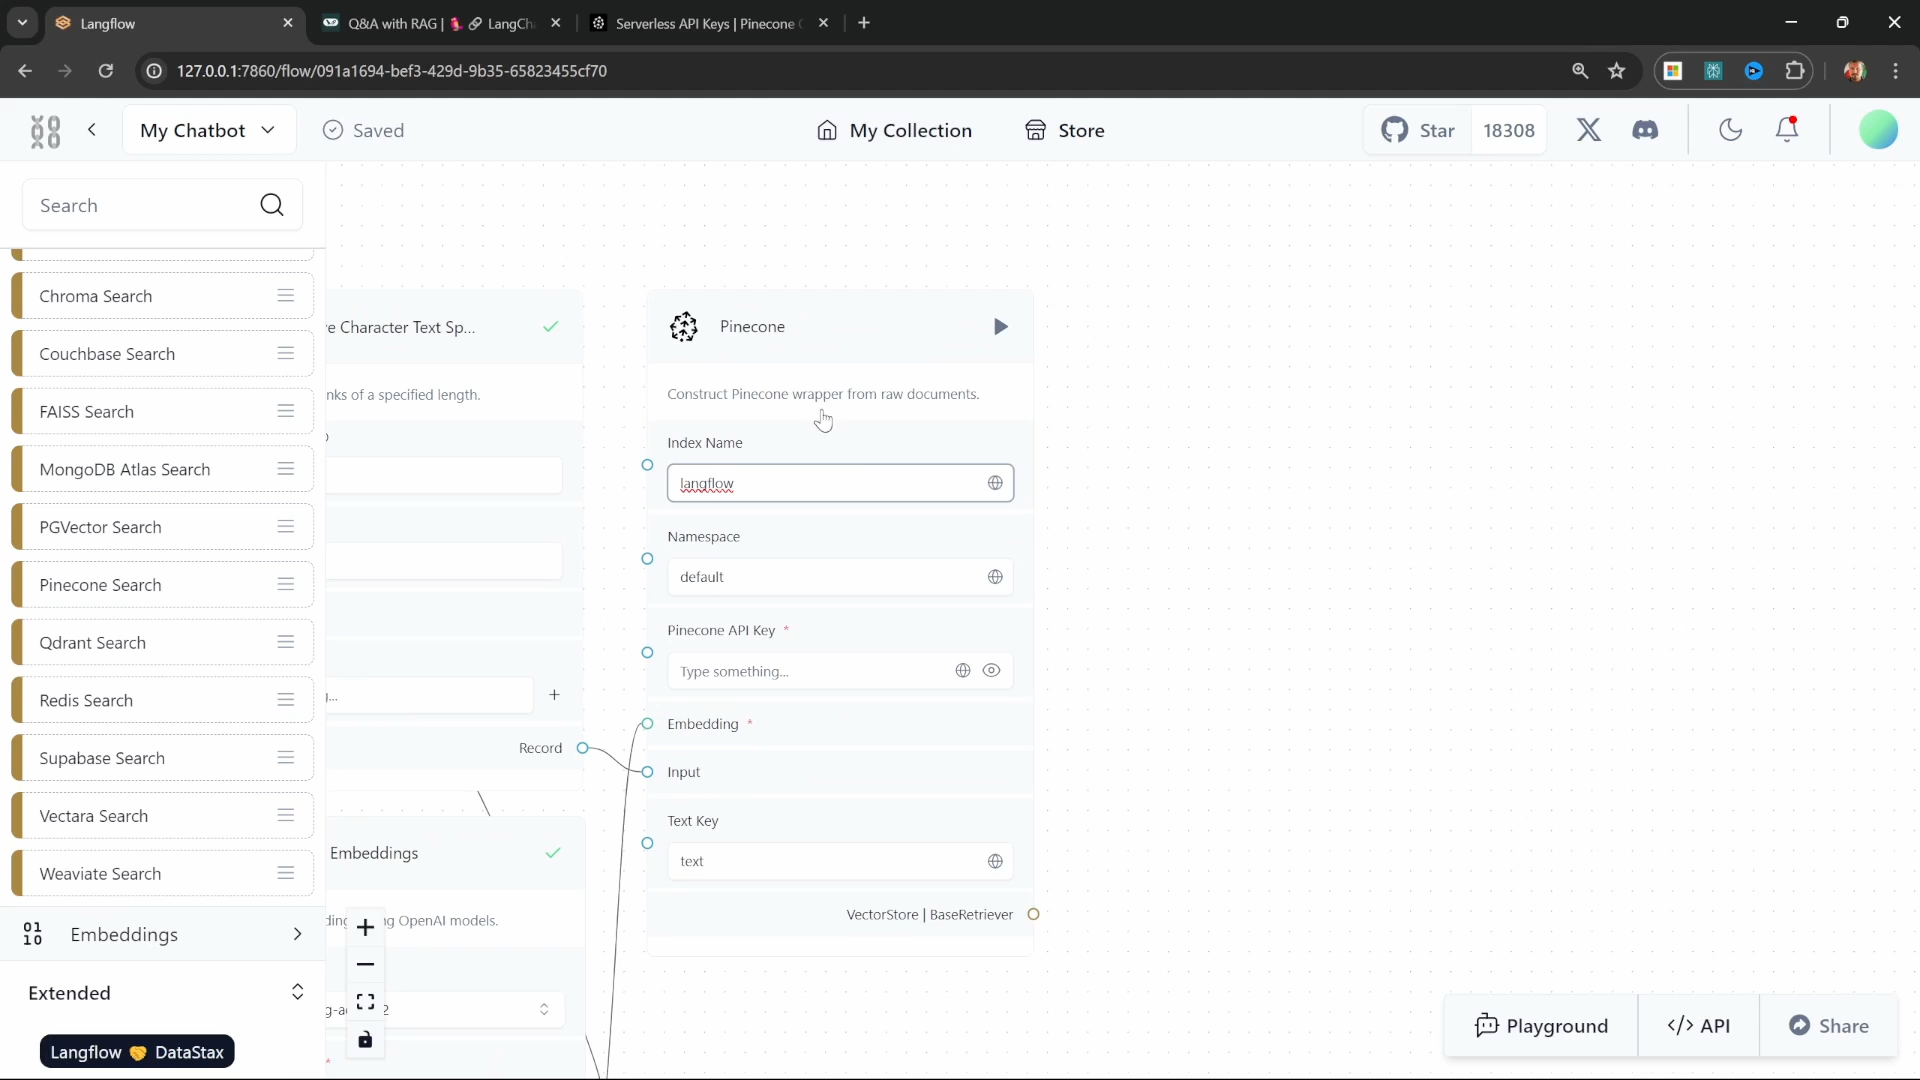 Langflow
Q&A with RAG | 🦜🔗 LangCh
Serverless API Keys | Pinecone
127.0.0.1:7860/flow/091a1694-bef3-429d-9b35-65823455cf70
My Chatbot
Saved
My Collection
Store
Star
18308
Search
Chroma Search
Couchbase Search
FAISS Search
MongoDB Atlas Search
PGVector Search
Pinecone Search
Qdrant Search
Redis Search
Supabase Search
Vectara Search
Weaviate Search
Embeddings
Extended
Langflow 🤝 DataStax
e Character Text Sp...
nks of a specified length.
Record
Embeddings
OpenAI models.
Pinecone
Construct Pinecone wrapper from raw documents.
Index Name
langflow
Namespace
default
Pinecone API Key *
Type something...
Embedding *
Input
Text Key
text
VectorStore | BaseRetriever
Playground
</> API
Share